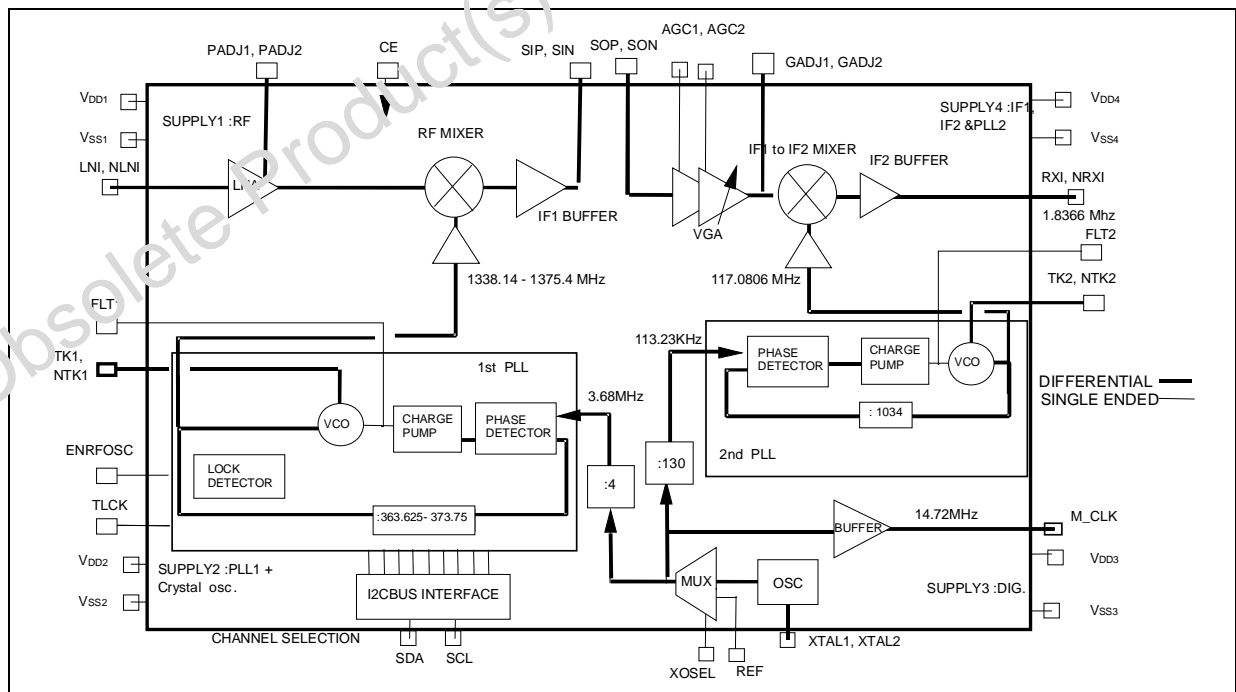 Obsolete Product(s)
PADJ1, PADJ2
CE
SIP, SIN
SOP, SON
AGC1, AGC2
GADJ1, GADJ2
VDD1
VSS1
SUPPLY1 :RF
LNI, NLNI
LNA
RF MIXER
IF1 BUFFER
VGA
IF1 to IF2 MIXER
IF2 BUFFER
SUPPLY4 :IF1,
IF2 &PLL2
VDD4
VSS4
RXI, NRXI
1.8366 Mhz
FLT2
TK2, NTK2
1338.14 - 1375.4 MHz
117.0806 MHz
FLT1
TK1,
NTK1
1st PLL
VCO
CHARGE
PUMP
PHASE
DETECTOR
3.68MHz
113.23KHz
PHASE
DETECTOR
CHARGE
PUMP
VCO
: 1034
2nd PLL
DIFFERENTIAL
SINGLE ENDED
ENRFOSC
LOCK
DETECTOR
TLCK
:363.625- 373.75
:4
:130
BUFFER
14.72MHz
M_CLK
VDD2
VSS2
SUPPLY2 :PLL1 +
Crystal osc.
I2CBUS INTERFACE
MUX
OSC
SUPPLY3 :DIG.
VDD3
VSS3
CHANNEL SELECTION
SDA
SCL
XOSEL
REF
XTAL1, XTAL2